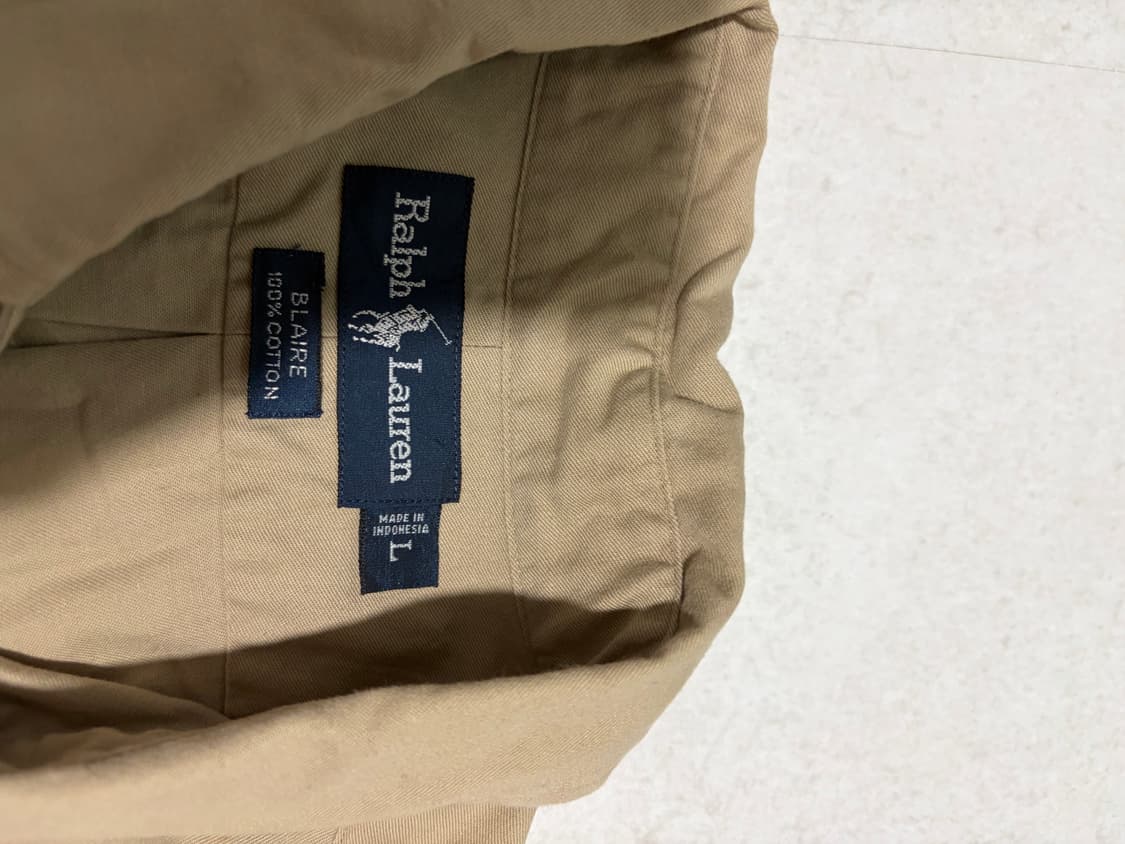 Ralph Lauren
MADE IN
INDONESIA
L
BLAIRE
100% COTTON